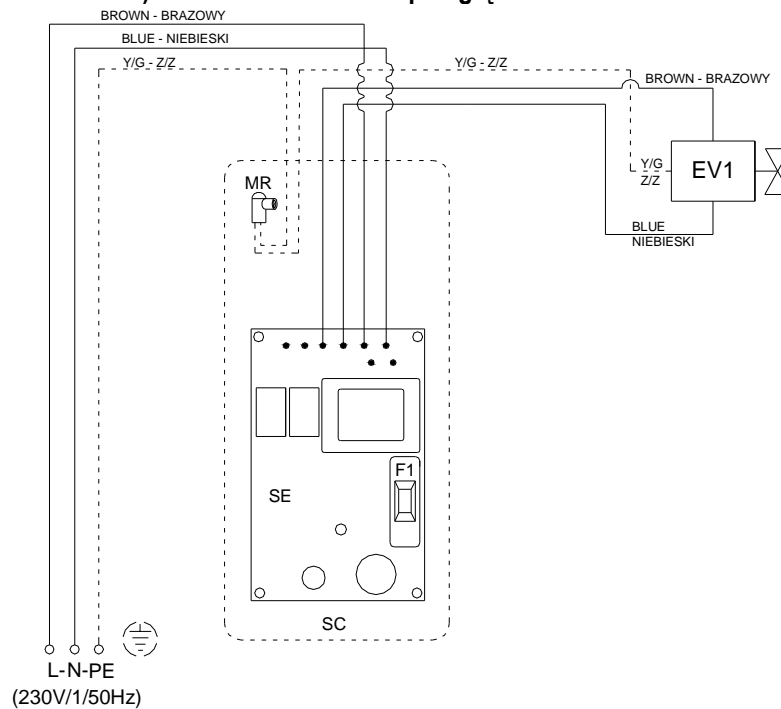 BROWN - BRAZOWY
BLUE - NIEBIESKI
Y/G - Z/Z
Y/G - Z/Z
BROWN - BRAZOWY
MR
Y/G
Z/Z
EV1
BLUE
NIEBIESKI
F1
SE
SC
L-N-PE
(230V/1/50Hz)